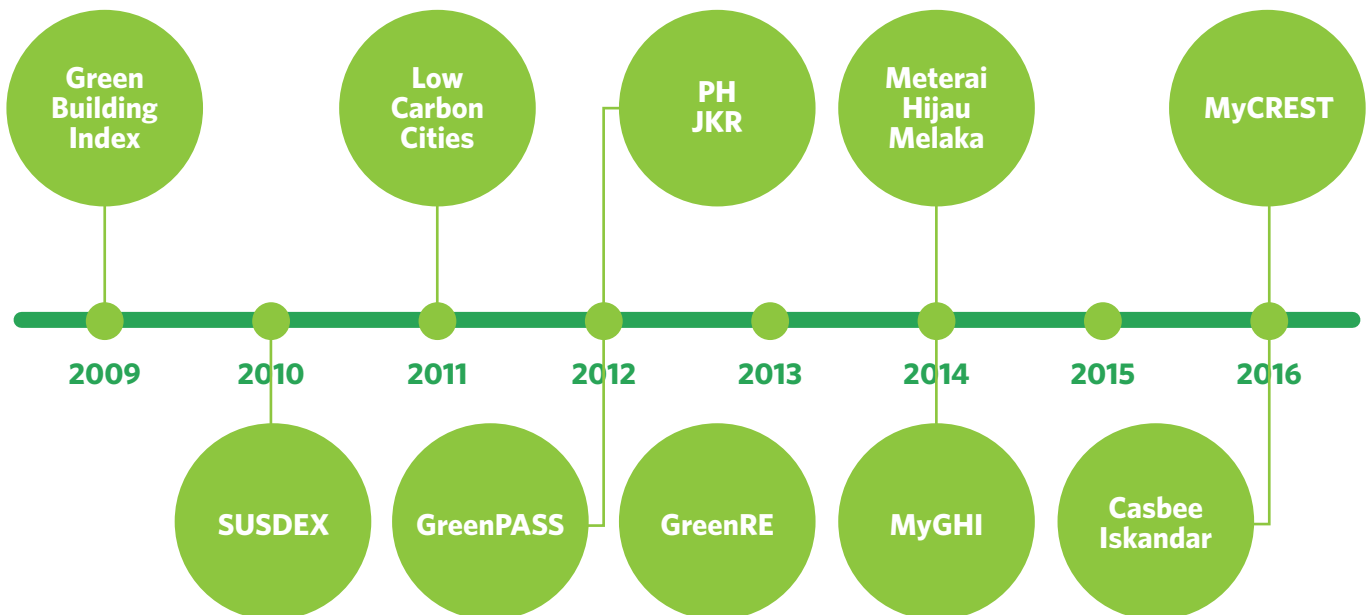 Green
Building
Index
Low
Carbon
Cities
PH
JKR
Meterai
Hijau
Melaka
MyCREST
2009
2010
2011
2012
2013
2014
2015
2016
SUSDEX
GreenPASS
GreenRE
MyGHI
Casbee
Iskandar